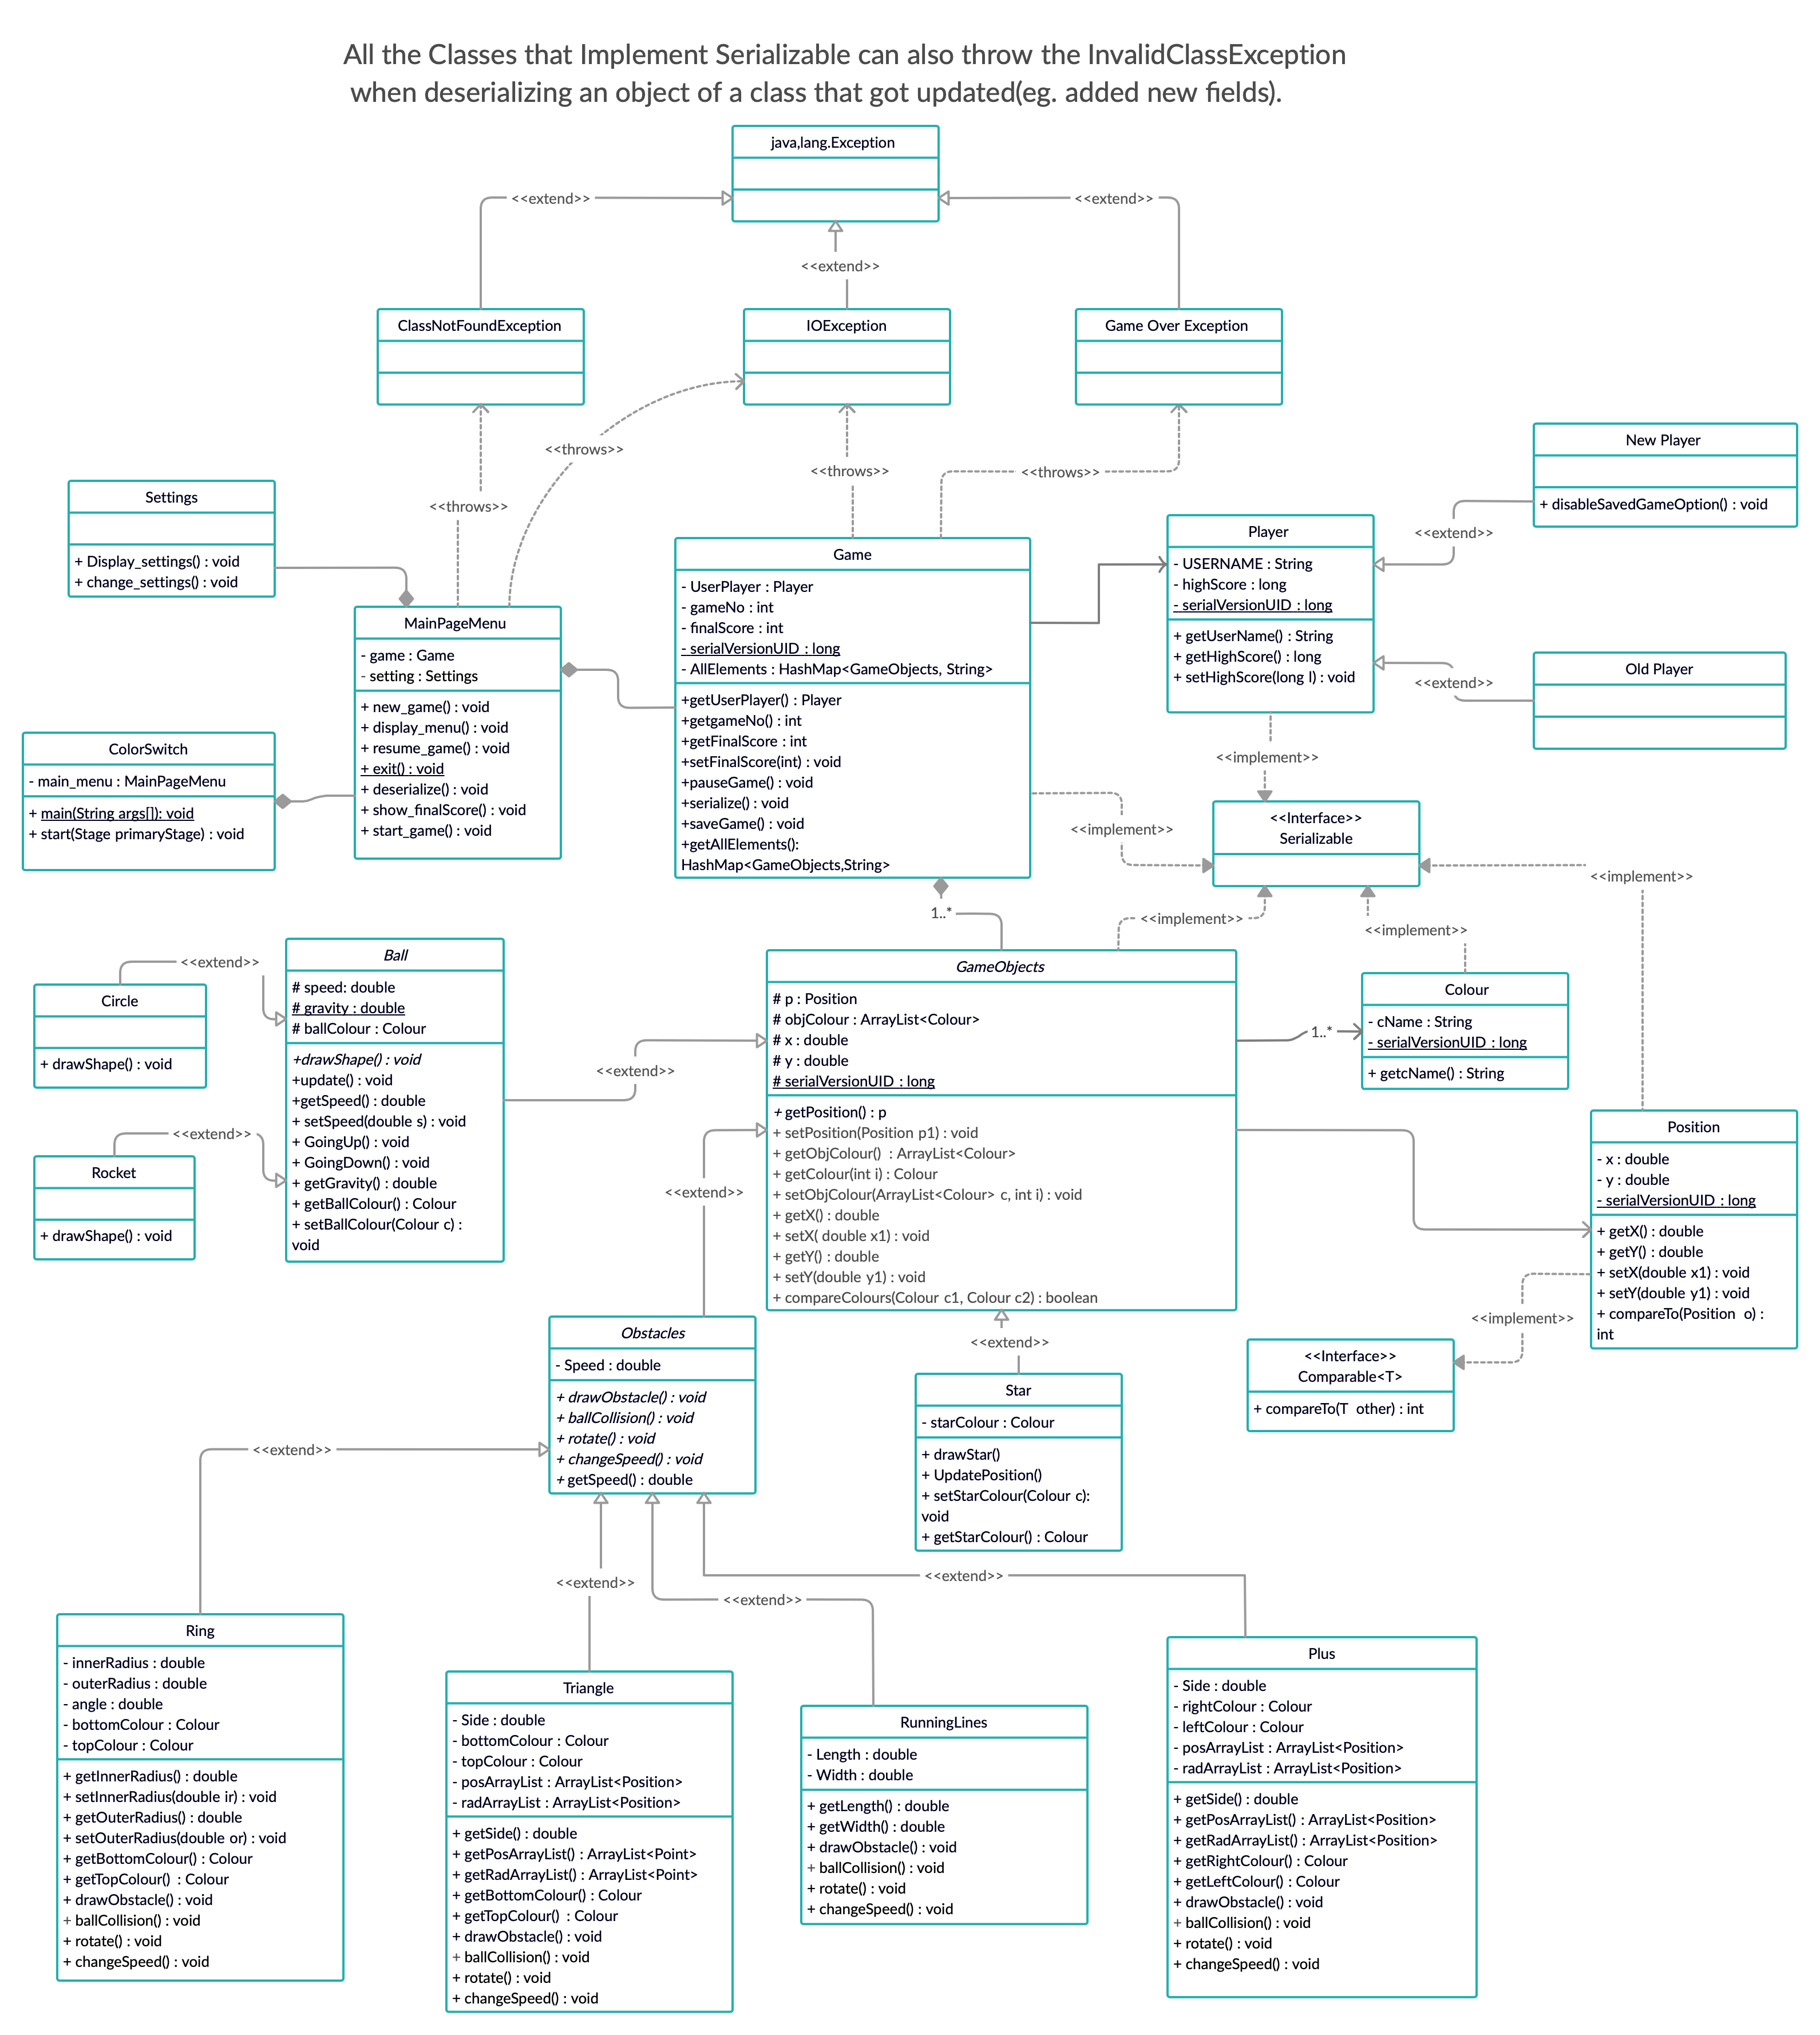 All the Classes that Implement Serializable can also throw the InvalidClassException
when deserializing an object of a class that got updated(eg. added new fields).
java,lang.Exception
<<extend>>
<<extend>>
<<extend>>
ClassNotFoundException
IOException
Game Over Exception
<<throws>>
<<throws>>
<<throws>>
<<throws>>
New Player
+ disableSavedGameOption() : void
<<extend>>
Settings
+ Display_settings() : void
+ change_settings() : void
MainPageMenu
- game : Game
- setting : Settings
+ new_game() : void
+ display_menu() : void
+ resume_game() : void
+ exit() : void
+ deserialize() : void
+ show_finalScore() : void
+ start_game() : void
ColorSwitch
- main_menu : MainPageMenu
+ main(String args[]): void
+ start(Stage primaryStage) : void
Game
- UserPlayer : Player
- gameNo : int
- finalScore : int
- serialVersionUID : long
- AllElements : HashMap<GameObjects, String>
+getUserPlayer() : Player
+getgameNo() : int
+getFinalScore : int
+setFinalScore(int) : void
+pauseGame() : void
+serialize() : void
+saveGame() : void
+getAllElements():
HashMap<GameObjects,String>
Player
- USERNAME : String
- highScore : long
- serialVersionUID : long
+ getUserName() : String
+ getHighScore() : long
+ setHighScore(long l) : void
Old Player
<<extend>>
<<implement>>
<<Interface>>
Serializable
<<implement>>
<<implement>>
<<implement>>
<<implement>>
1..*
Ball
# speed: double
# gravity : double
# ballColour : Colour
+drawShape() : void
+update() : void
+getSpeed() : double
+ setSpeed(double s) : void
+ GoingUp() : void
+ GoingDown() : void
+ getGravity() : double
+ getBallColour() : Colour
+ setBallColour(Colour c) :
void
<<extend>>
Circle
+ drawShape() : void
<<extend>>
Rocket
+ drawShape() : void
<<extend>>
GameObjects
# p : Position
# objColour : ArrayList<Colour>
# x : double
# y : double
# serialVersionUID : long
+ getPosition() : p
+ setPosition(Position p1) : void
+ getObjColour()  : ArrayList<Colour>
+ getColour(int i) : Colour
+ setObjColour(ArrayList<Colour> c, int i) : void
+ getX() : double
+ setX( double x1) : void
+ getY() : double
+ setY(double y1) : void
+ compareColours(Colour c1, Colour c2) : boolean
1..*
Colour
- cName : String
- serialVersionUID : long
+ getcName() : String
Position
- x : double
- y : double
- serialVersionUID : long
+ getX() : double
+ getY() : double
+ setX(double x1) : void
+ setY(double y1) : void
+ compareTo(Position  o) :
int
<<implement>>
<<Interface>>
Comparable<T>
+ compareTo(T  other) : int
<<extend>>
Obstacles
- Speed : double
+ drawObstacle() : void
+ ballCollision() : void
+ rotate() : void
+ changeSpeed() : void
+ getSpeed() : double
<<extend>>
Star
- starColour : Colour
+ drawStar()
+ UpdatePosition()
+ setStarColour(Colour c):
void
+ getStarColour() : Colour
<<extend>>
<<extend>>
<<extend>>
<<extend>>
Ring
- innerRadius : double
- outerRadius : double
- angle : double
- bottomColour : Colour
- topColour : Colour
+ getInnerRadius() : double
+ setInnerRadius(double ir) : void
+ getOuterRadius() : double
+ setOuterRadius(double or) : void
+ getBottomColour() : Colour
+ getTopColour()  : Colour
+ drawObstacle() : void
+ ballCollision() : void
+ rotate() : void
+ changeSpeed() : void
Triangle
- Side : double
- bottomColour : Colour
- topColour : Colour
- posArrayList : ArrayList<Position>
- radArrayList : ArrayList<Position>
+ getSide() : double
+ getPosArrayList() : ArrayList<Point>
+ getRadArrayList() : ArrayList<Point>
+ getBottomColour() : Colour
+ getTopColour()  : Colour
+ drawObstacle() : void
+ ballCollision() : void
+ rotate() : void
+ changeSpeed() : void
RunningLines
- Length : double
- Width : double
+ getLength() : double
+ getWidth() : double
+ drawObstacle() : void
+ ballCollision() : void
+ rotate() : void
+ changeSpeed() : void
Plus
- Side : double
- rightColour : Colour
- leftColour : Colour
- posArrayList : ArrayList<Position>
- radArrayList : ArrayList<Position>
+ getSide() : double
+ getPosArrayList() : ArrayList<Position>
+ getRadArrayList() : ArrayList<Position>
+ getRightColour() : Colour
+ getLeftColour() : Colour
+ drawObstacle() : void
+ ballCollision() : void
+ rotate() : void
+ changeSpeed() : void